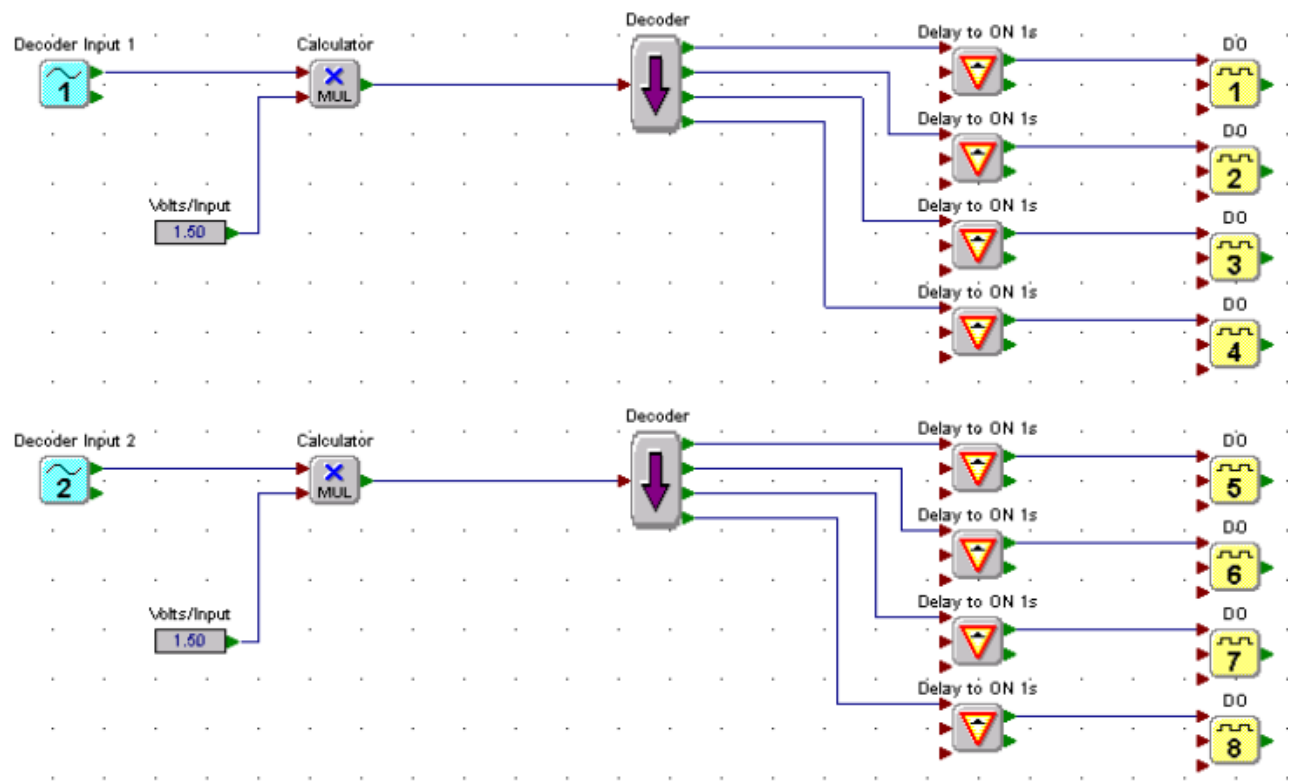 Decoder
Delay to ON 1s
DO
Decoder Input 1
Calculator
1
MUL
1
Delay to ON 1s
DO
2
Volts/Input
1.50
Delay to ON 1s
DO
3
Delay to ON 1s
DO
4
Decoder
Delay to ON 1s
DO
Decoder Input 2
Calculator
2
MUL
5
Delay to ON 1s
DO
6
Volts/Input
1.50
Delay to ON 1s
DO
7
Delay to ON 1s
DO
8